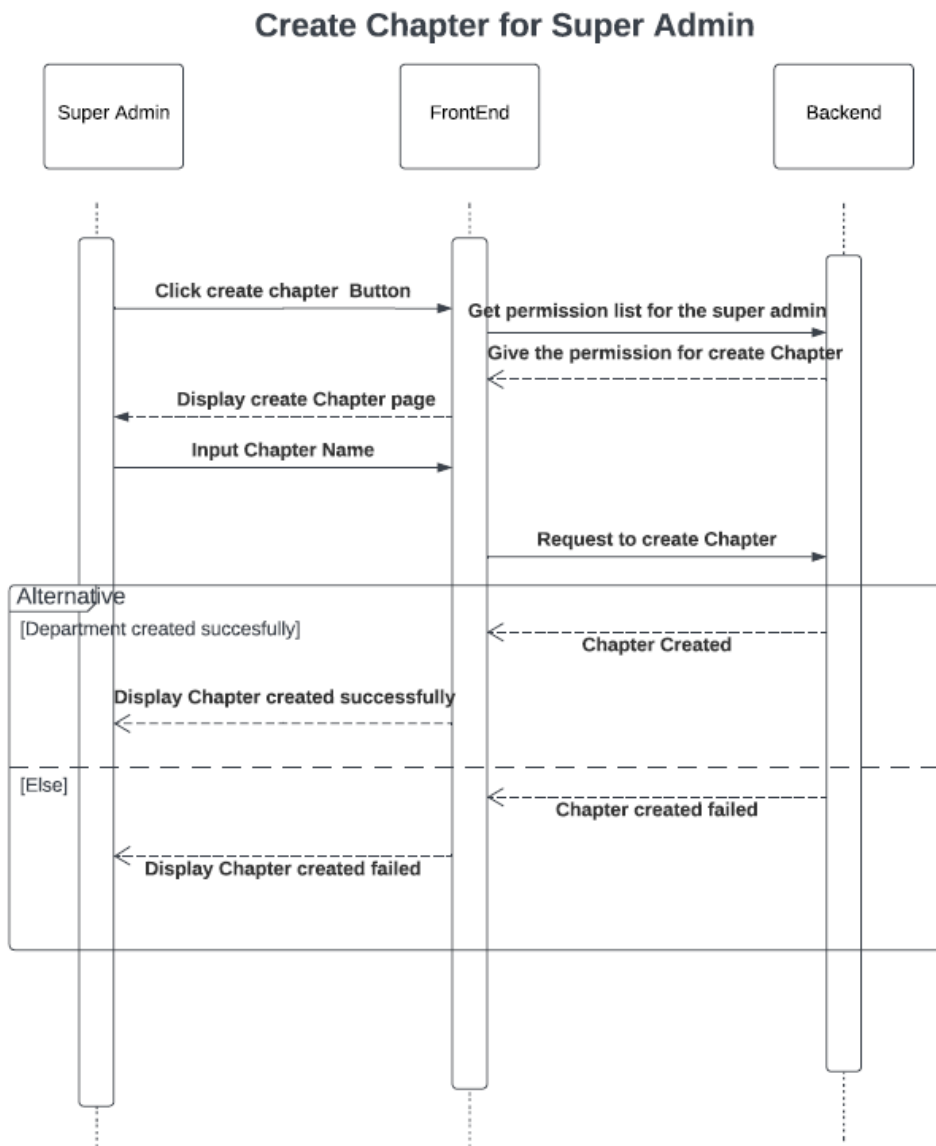 Create Chapter for Super Admin
Super Admin
FrontEnd
Backend
Click create chapter Button
Get permission list for the super admin
Give the permission for create Chapter
Display create Chapter page
Input Chapter Name
Request to create Chapter
Alternative
[Department created succesfully]
Chapter Created
Display Chapter created successfully
[Else]
Chapter created failed
Display Chapter created failed